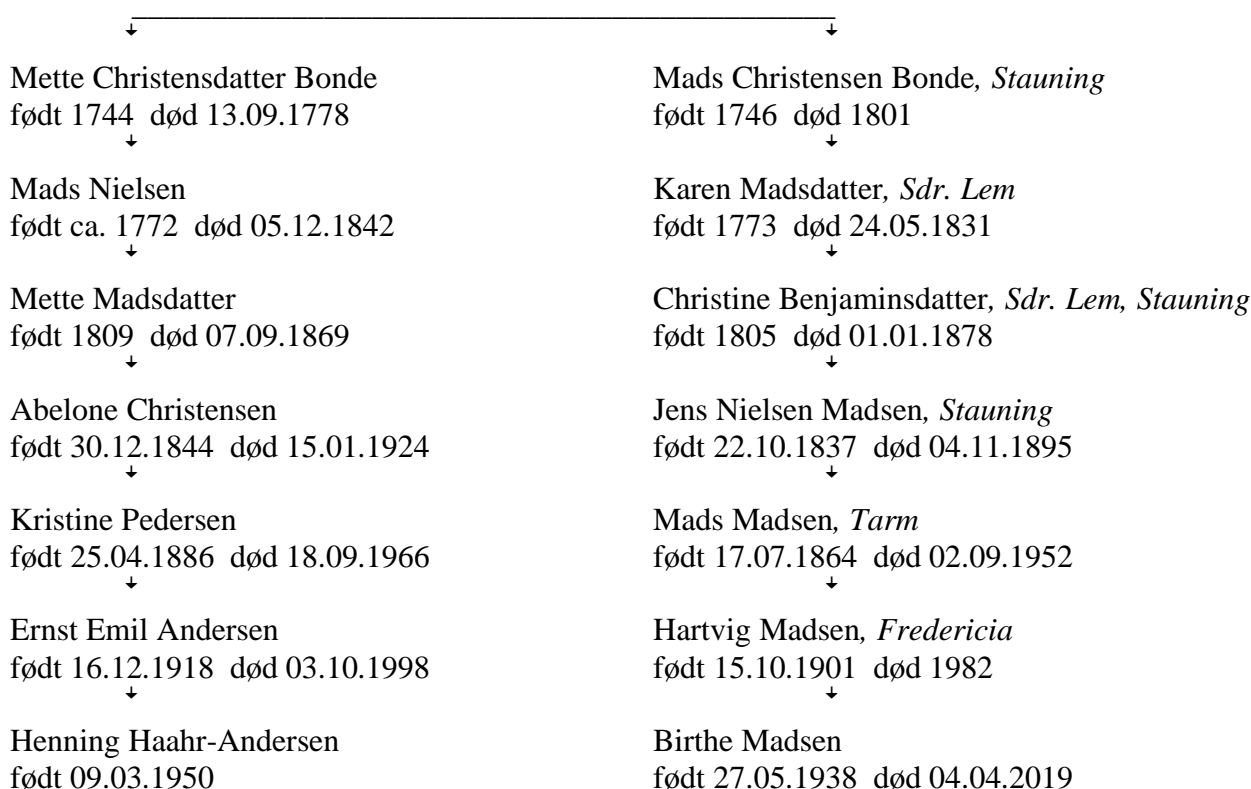 Mette Christensdatter Bonde
født 1744 død 13.09.1778
Mads Nielsen
født ca. 1772 død 05.12.1842
Mette Madsdatter
født 1809 død 07.09.1869
Abelone Christensen
født 30.12.1844 død 15.01.1924
Kristine Pedersen
født 25.04.1886 død 18.09.1966
Ernst Emil Andersen
født 16.12.1918 død 03.10.1998
Henning Haahr-Andersen
født 09.03.1950
Mads Christensen Bonde, Stauning
født 1746 død 1801
Karen Madsdatter, Sdr. Lem
født 1773 død 24.05.1831
Christine Benjaminsdatter, Sdr. Lem, Stauning
født 1805 død 01.01.1878
Jens Nielsen Madsen, Stauning
født 22.10.1837 død 04.11.1895
Mads Madsen, Tarm
født 17.07.1864 død 02.09.1952
Hartvig Madsen, Fredericia
født 15.10.1901 død 1982
Birthe Madsen
født 27.05.1938 død 04.04.2019